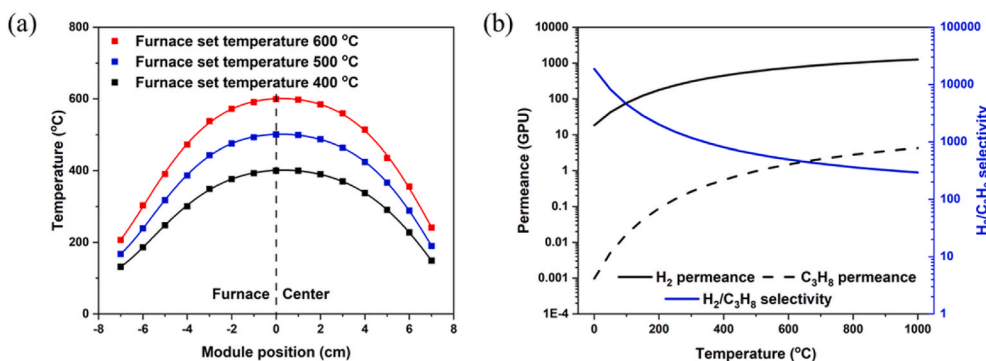 (a)
800
600
400
200
0
Temperature (°C)
Furnace set temperature 600 °C
Furnace set temperature 500 °C
Furnace set temperature 400 °C
Furnace Center
-8 -6 -4 -2 0 2 4 6 8
Module position (cm)
(b)
10000
1000
100
10
1
0.1
0.01
0.001
1E-4
Permeance (GPU)
H₂ permeance C₃H₈ permeance
H₂/C₃H₈ selectivity
0 200 400 600 800 1000
Temperature (°C)
100000
10000
1000
100
10
1
H₂/C₃H₈ selectivity